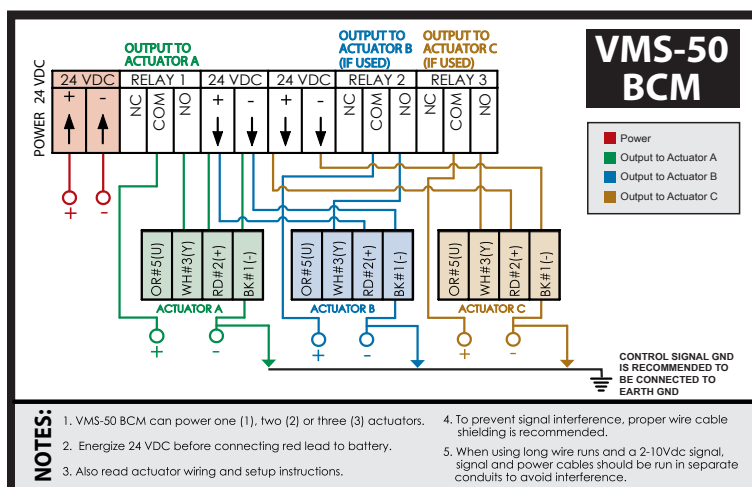 OUTPUT TO
ACTUATOR A
OUTPUT TO
ACTUATOR B
(IF USED)
OUTPUT TO
ACTUATOR C
(IF USED)
VMS-50
BCM
POWER 24 VDC
24 VDC
RELAY 1
24 VDC
24 VDC
RELAY 2
RELAY 3
+
-
NC
COM
NO
+
-
+
-
NC
COM
NO
NC
COM
NO
Power
Output to Actuator A
Output to Actuator B
Output to Actuator C
+
-
OR#5(U)
WH#3(Y)
RD#2(+)
BK#1(-)
ACTUATOR A
+
-
OR#5(U)
WH#3(Y)
RD#2(+)
BK#1(-)
ACTUATOR B
+
-
OR#5(U)
WH#3(Y)
RD#2(+)
BK#1(-)
ACTUATOR C
+
-
CONTROL SIGNAL GND
IS RECOMMENDED TO
BE CONNECTED TO
EARTH GND
NOTES:
1. VMS-50 BCM can power one (1), two (2) or three (3) actuators.
2. Energize 24 VDC before connecting red lead to battery.
3. Also read actuator wiring and setup instructions.
4. To prevent signal interference, proper wire cable
shielding is recommended.
5. When using long wire runs and a 2-10Vdc signal,
signal and power cables should be run in separate
conduits to avoid interference.